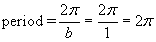 period = 2π/b = 2π/1 = 2π